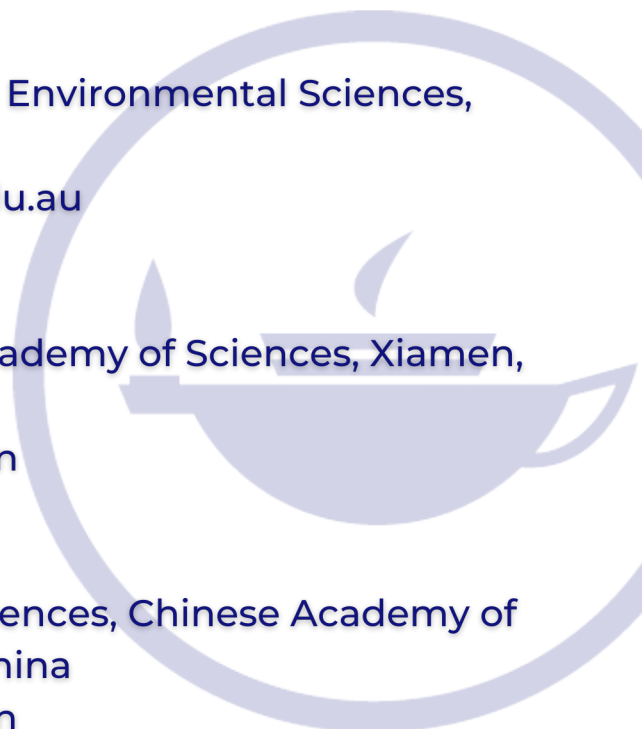 Environmental Sciences,
u.au
ademy of Sciences, Xiamen,
n
ences, Chinese Academy of
hina
n